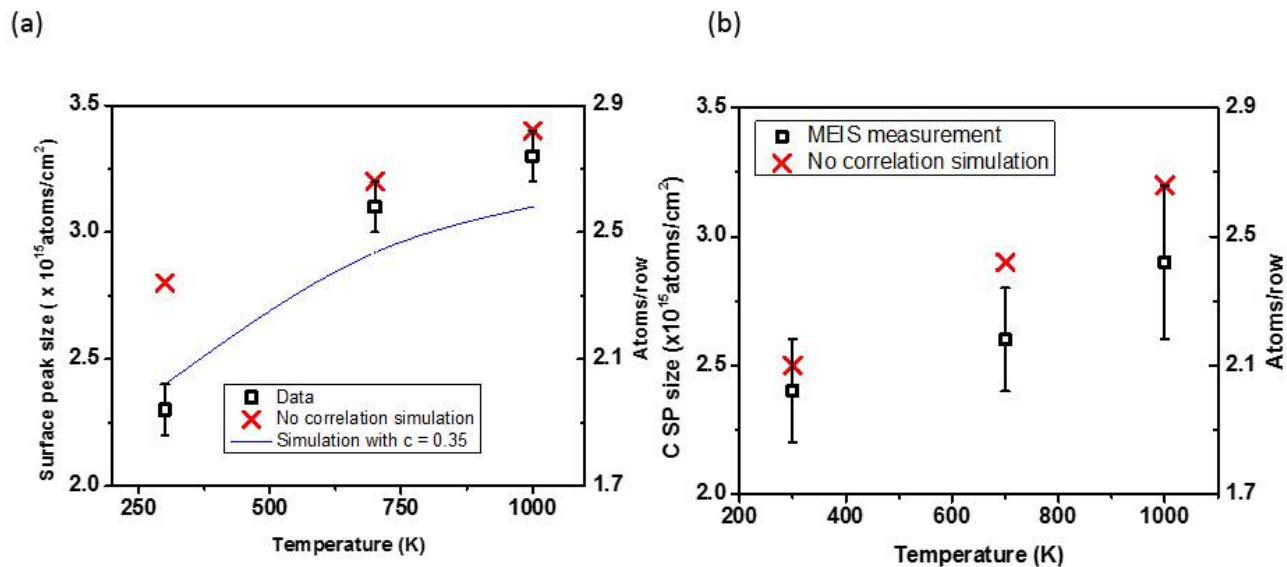 (a)
Surface peak size ( x 10¹⁵atoms/cm²)
3.5
3.0
2.5
2.0
2.9
2.5
2.1
1.7
Atoms/row
Data
No correlation simulation
Simulation with c = 0.35
250
500
750
1000
Temperature (K)
(b)
C SP size (x10¹⁵atoms/cm²)
3.5
3.0
2.5
2.0
MEIS measurement
No correlation simulation
2.9
2.5
2.1
1.7
Atoms/row
200
400
600
800
1000
Temperature (K)